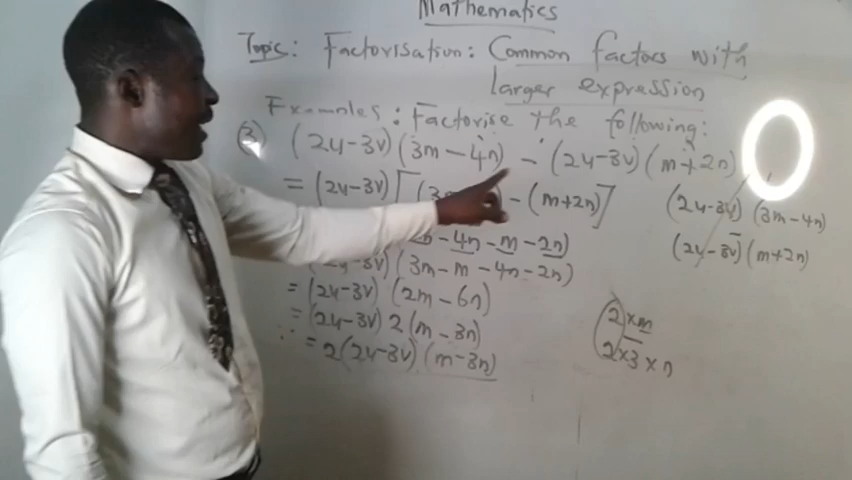 Mathematics
Topic: Factorisation: Common factors with
larger expression
Examples: Factorise the following:
(3) (2u-3v)(3m-4n) - (2u-3v)(m+2n)
= (2u-3v)[(3m - (m+2n)]
4n - m - 2n)
(3m - m - 4n - 2n)
= (2u-3v) (2m - 6n)
= (2u-3v) 2 (m - 3n)
∴ = 2(2u-3v) (m-3n)
(2u-3v) (3m-4n)
(2u-3v) (m+2n)
2 × m
2 × 3 × n